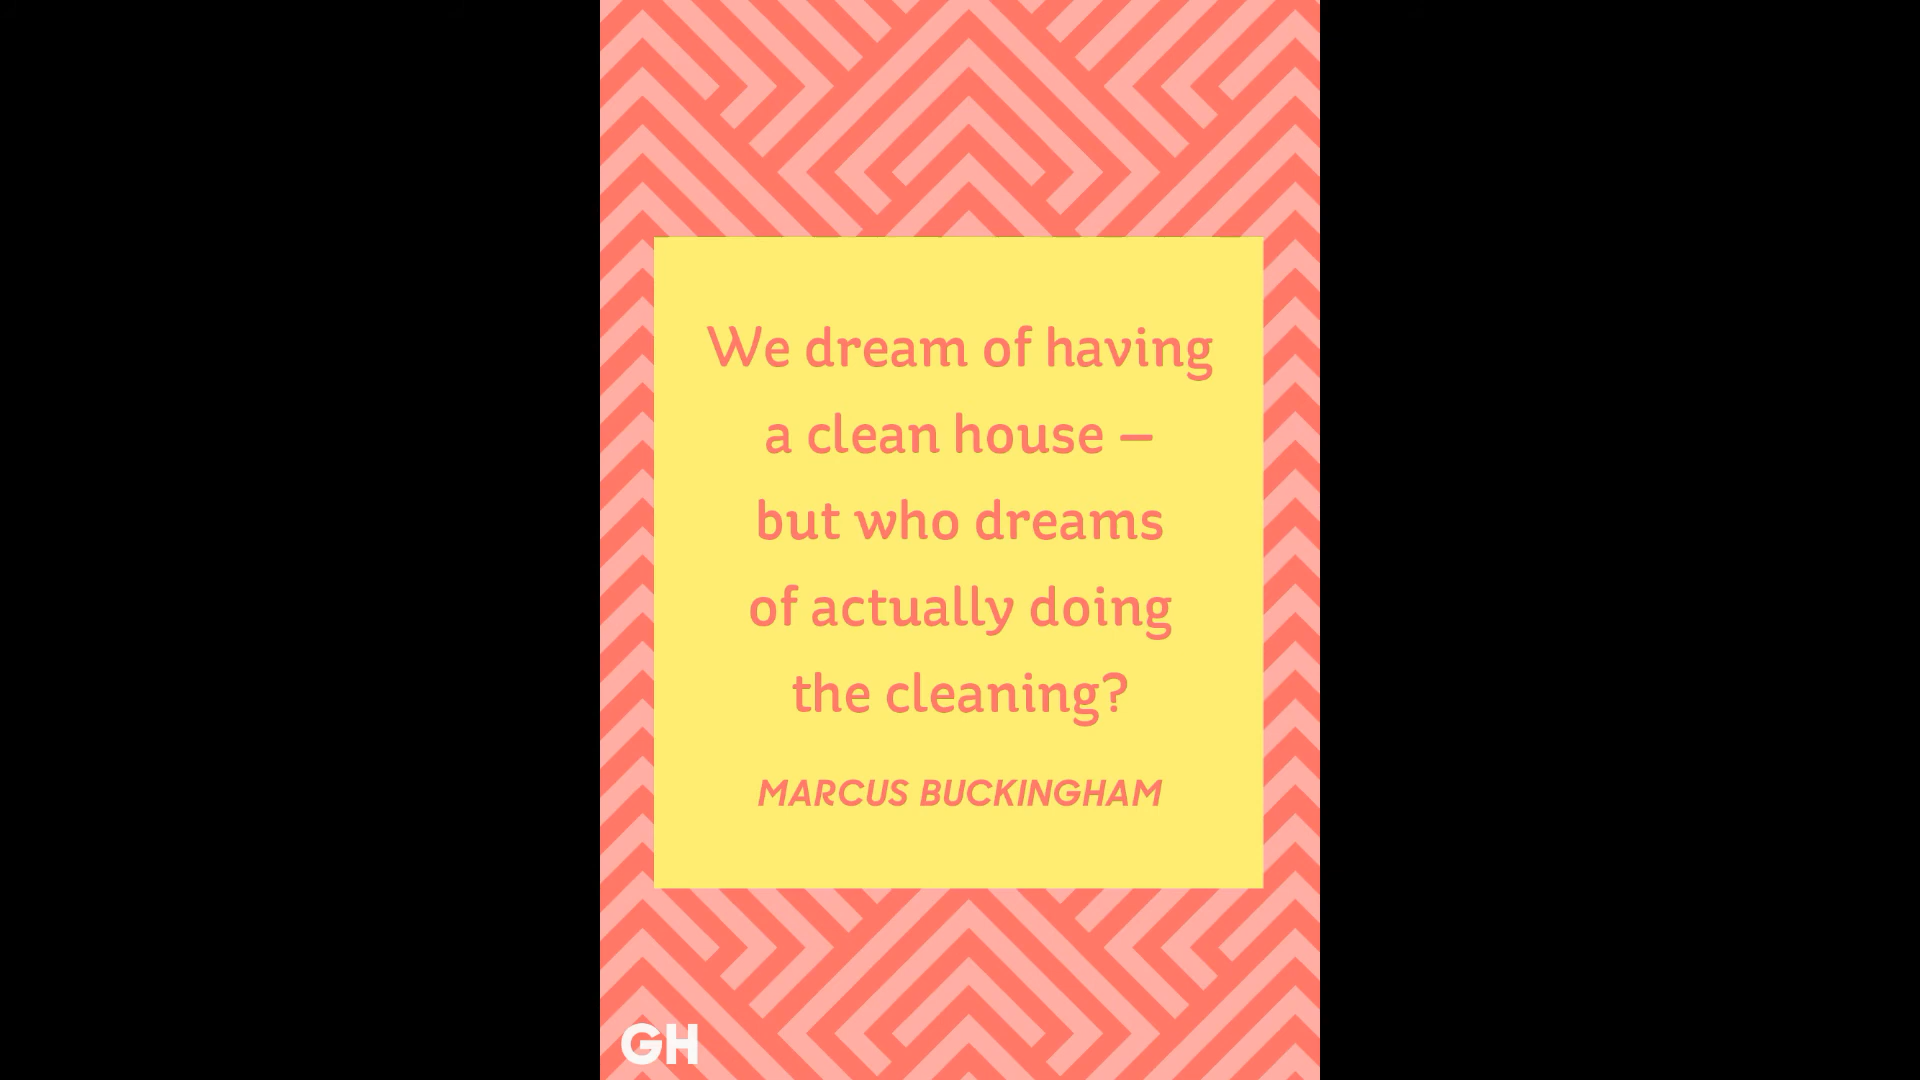 We dream of having
a clean house –
but who dreams
of actually doing
the cleaning?
MARCUS BUCKINGHAM
GH